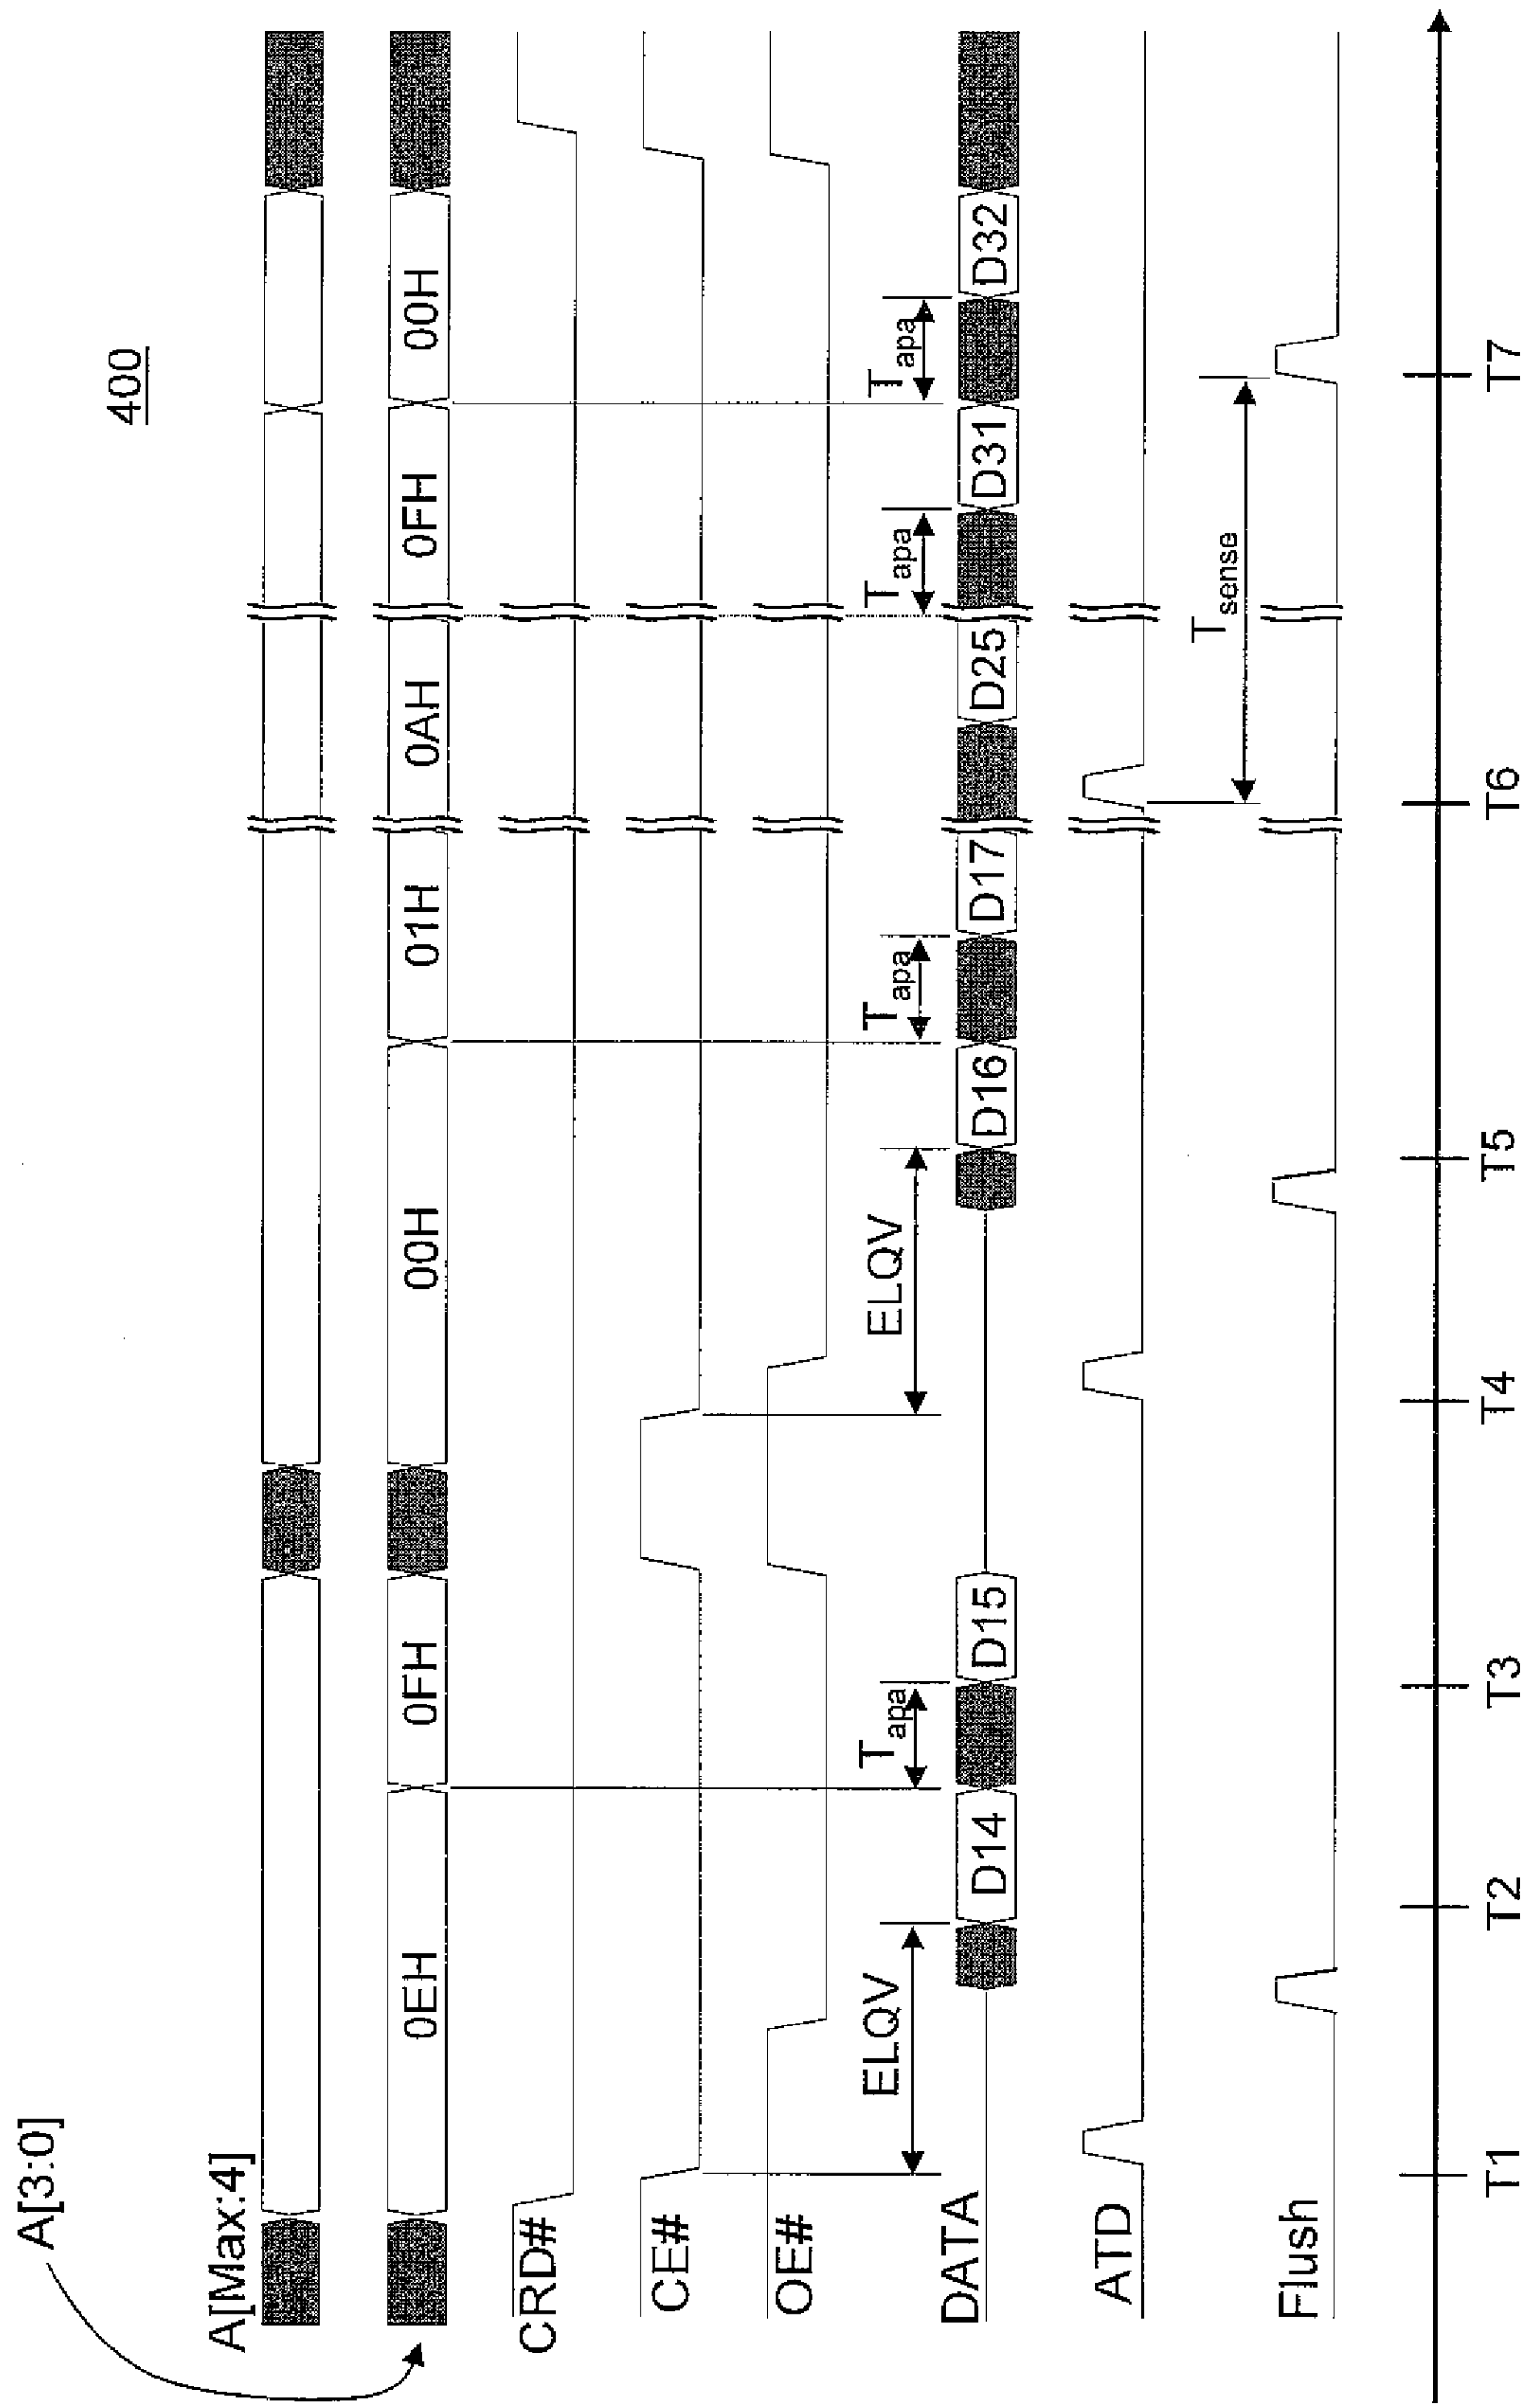 400
A[3:0]
A[Max:4]
0EH 0FH 00H 01H 0AH 0FH 00H
CRD#
CE#
OE#
ELQV Tapa ELQV Tapa Tapa Tapa
DATA D14 D15 D16 D17 D25 D31 D32
ATD
Tsense
Flush
T1 T2 T3 T4 T5 T6 T7